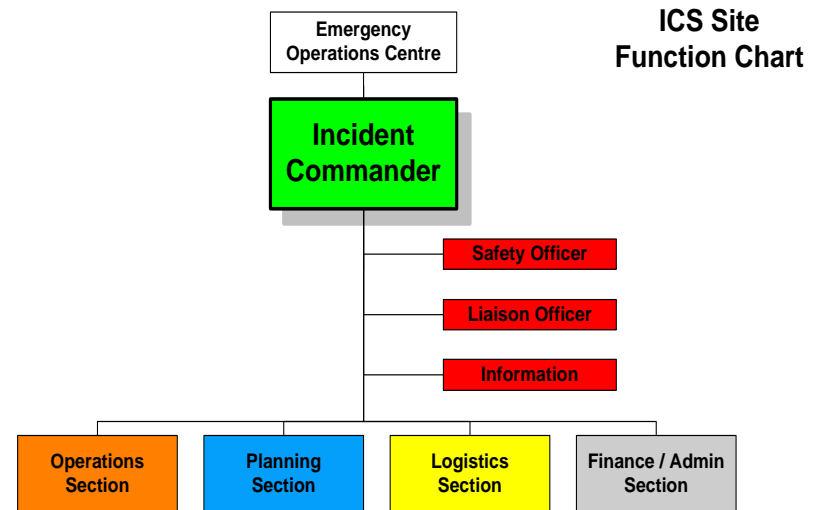 ICS Site
Function Chart
Emergency
Operations Centre
Incident
Commander
Safety Officer
Liaison Officer
Information
Operations
Section
Planning
Section
Logistics
Section
Finance / Admin
Section